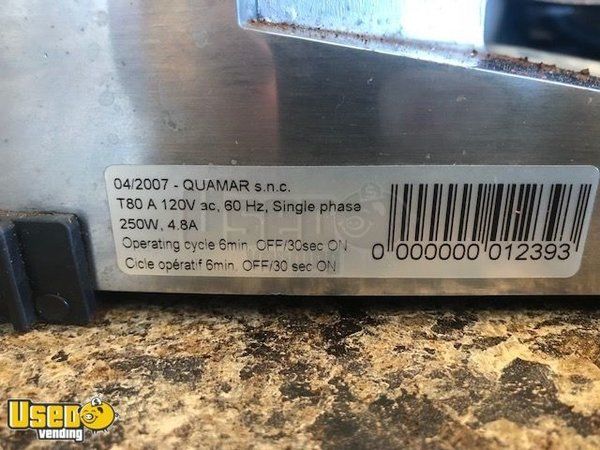 04/2007 - QUAMAR s.n.c.
T80 A 120V ac, 60 Hz, Single phase
250W, 4.8A
Operating cycle 6min. OFF/30sec ON
Cicle opératif 6min. OFF/30 sec ON
0 000000 012393
USED
vending